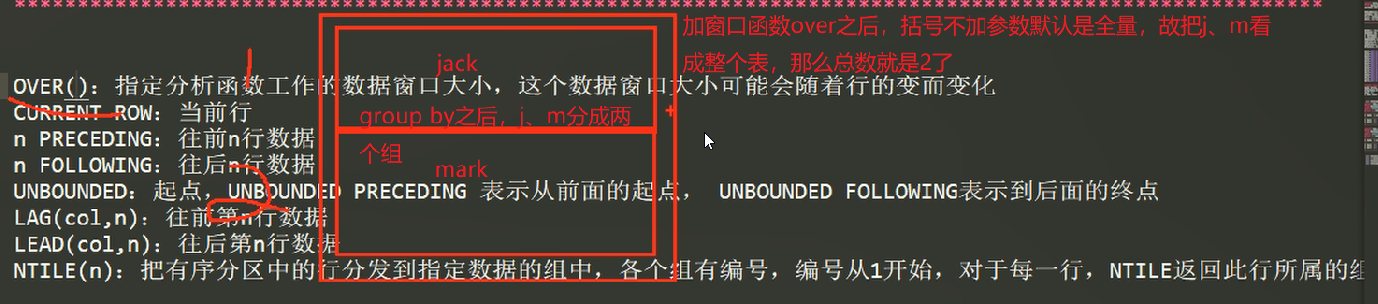 ****************************************************************
加窗口函数over之后，括号不加参数默认是全量，故把j、m看
成整个表，那么总数就是2了
jack
OVER()：指定分析函数工作的数据窗口大小，这个数据窗口大小可能会随着行的变而变化
CURRENT ROW：当前行
group by之后，j、m分成两
个组
n PRECEDING：往前n行数据
n FOLLOWING：往后n行数据
mark
UNBOUNDED：起点，UNBOUNDED PRECEDING 表示从前面的起点， UNBOUNDED FOLLOWING表示到后面的终点
LAG(col,n)：往前第n行数据
LEAD(col,n)：往后第n行数据
NTILE(n)：把有序分区中的行分发到指定数据的组中，各个组有编号，编号从1开始，对于每一行，NTILE返回此行所属的组